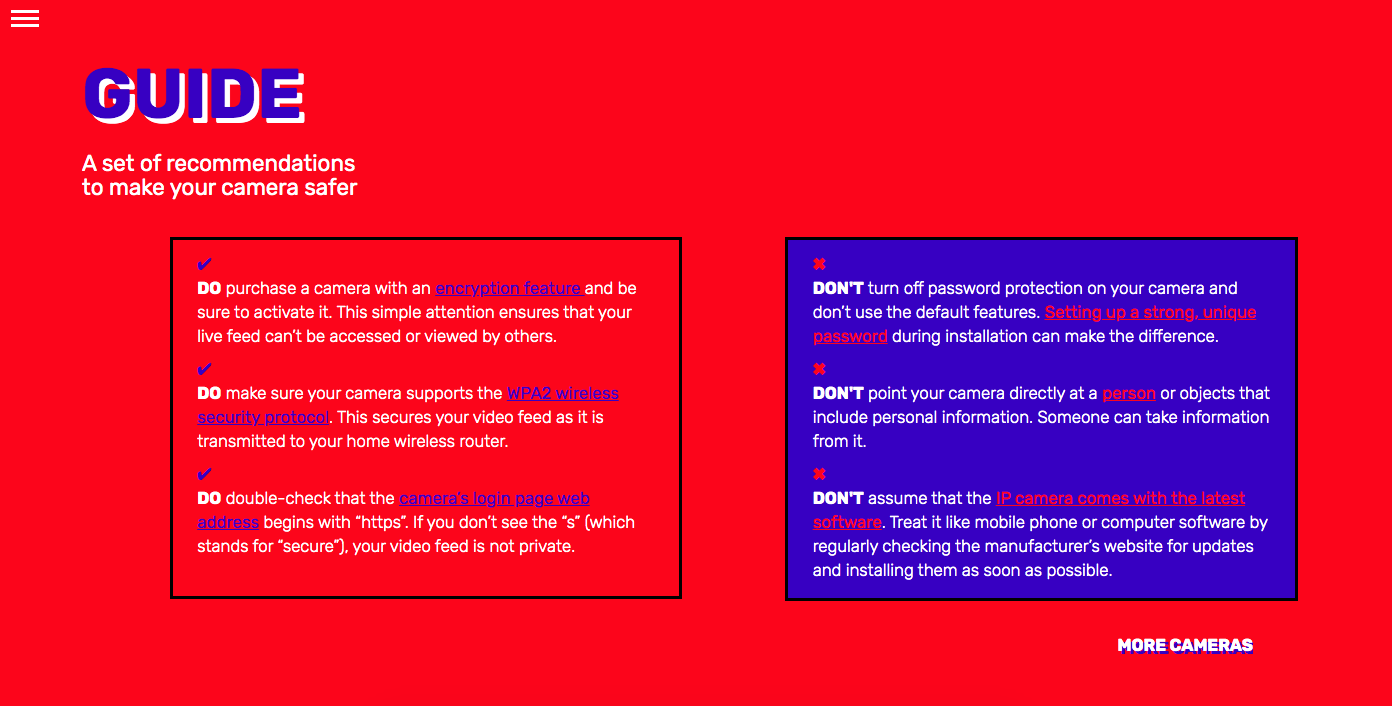 GUIDE
A set of recommendations
to make your camera safer
✔
DO purchase a camera with an encryption feature and be
sure to activate it. This simple attention ensures that your
live feed can't be accessed or viewed by others.
✔
DO make sure your camera supports the WPA2 wireless
security protocol. This secures your video feed as it is
transmitted to your home wireless router.
✔
DO double-check that the camera's login page web
address begins with “https”. If you don't see the “s” (which
stands for “secure”), your video feed is not private.
✖
DON'T turn off password protection on your camera and
don't use the default features. Setting up a strong, unique
password during installation can make the difference.
✖
DON'T point your camera directly at a person or objects that
include personal information. Someone can take information
from it.
✖
DON'T assume that the IP camera comes with the latest
software. Treat it like mobile phone or computer software by
regularly checking the manufacturer's website for updates
and installing them as soon as possible.
MORE CAMERAS